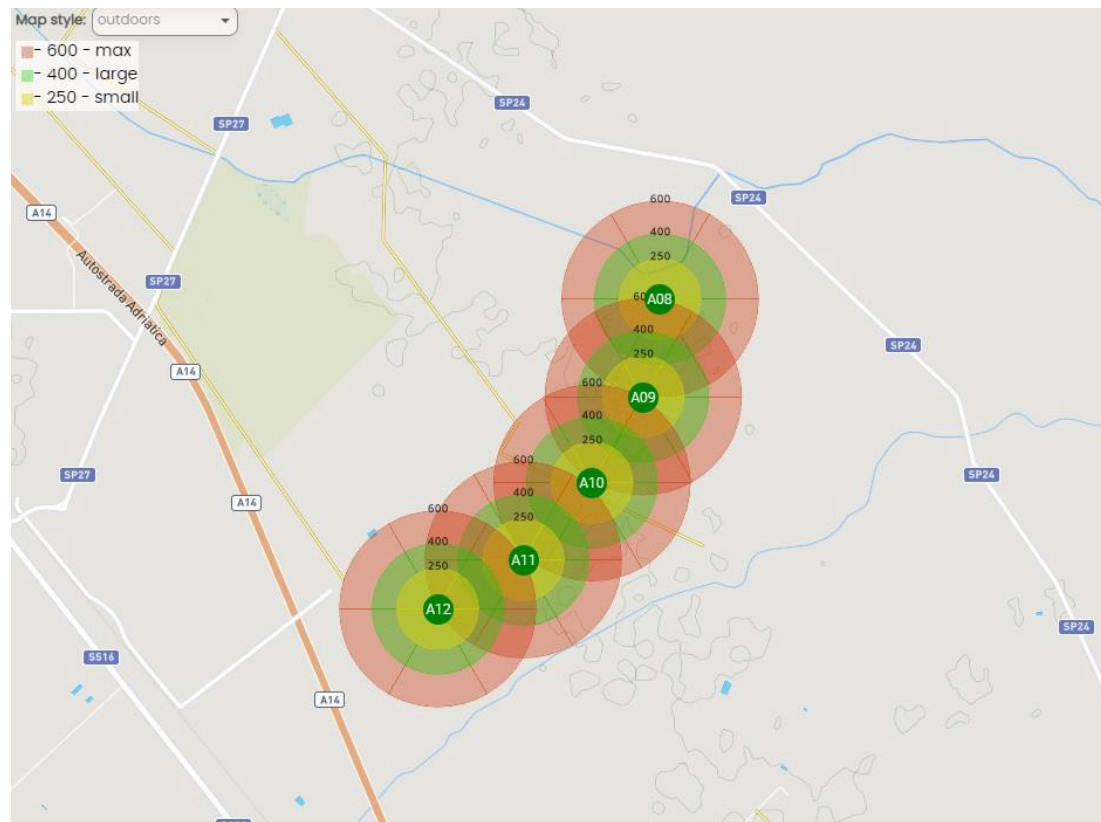 Map style: outdoors
- 600 - max
- 400 - large
- 250 - small
SP24
SP27
600
SP24
A14
400
250
Autostrada Adriatica
SP27
600
A08
400
SP24
250
A14
600
A09
400
250
600
SP27
SP24
A10
400
A14
600
250
400
A11
250
A12
SP24
SS16
A14